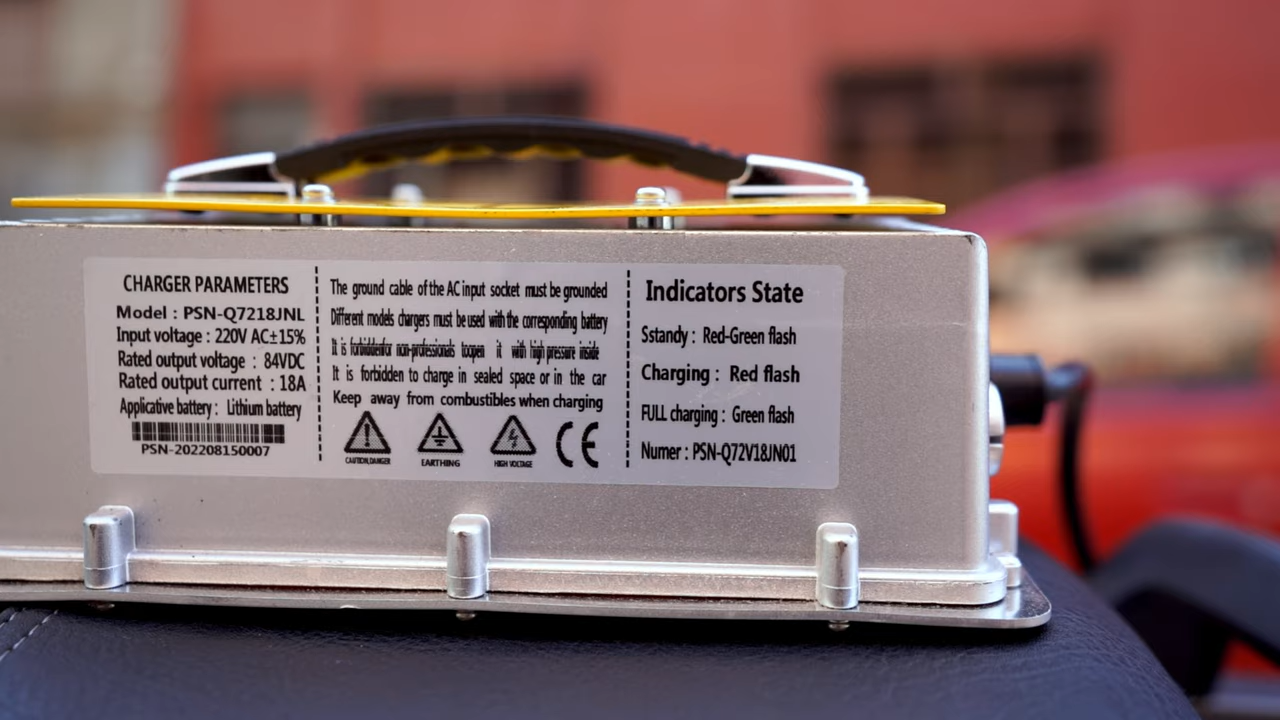 CHARGER PARAMETERS
Model : PSN-Q7218JNL
Input voltage : 220V AC±15%
Rated output voltage : 84VDC
Rated output current : 18A
Applicative battery : Lithium battery
PSN-202208150007
The ground cable of the AC input socket must be grounded
Different models chargers must be used with the corresponding battery
It is forbiddenfor non-professionals toopen it with high pressure inside
It is forbidden to charge in sealed space or in the car
Keep away from combustibles when charging
CAUTION,DANGER
EARTHING
HIGH VOLTAGE
CE
Indicators State
Sstandy : Red-Green flash
Charging : Red flash
FULL charging : Green flash
Numer : PSN-Q72V18JN01